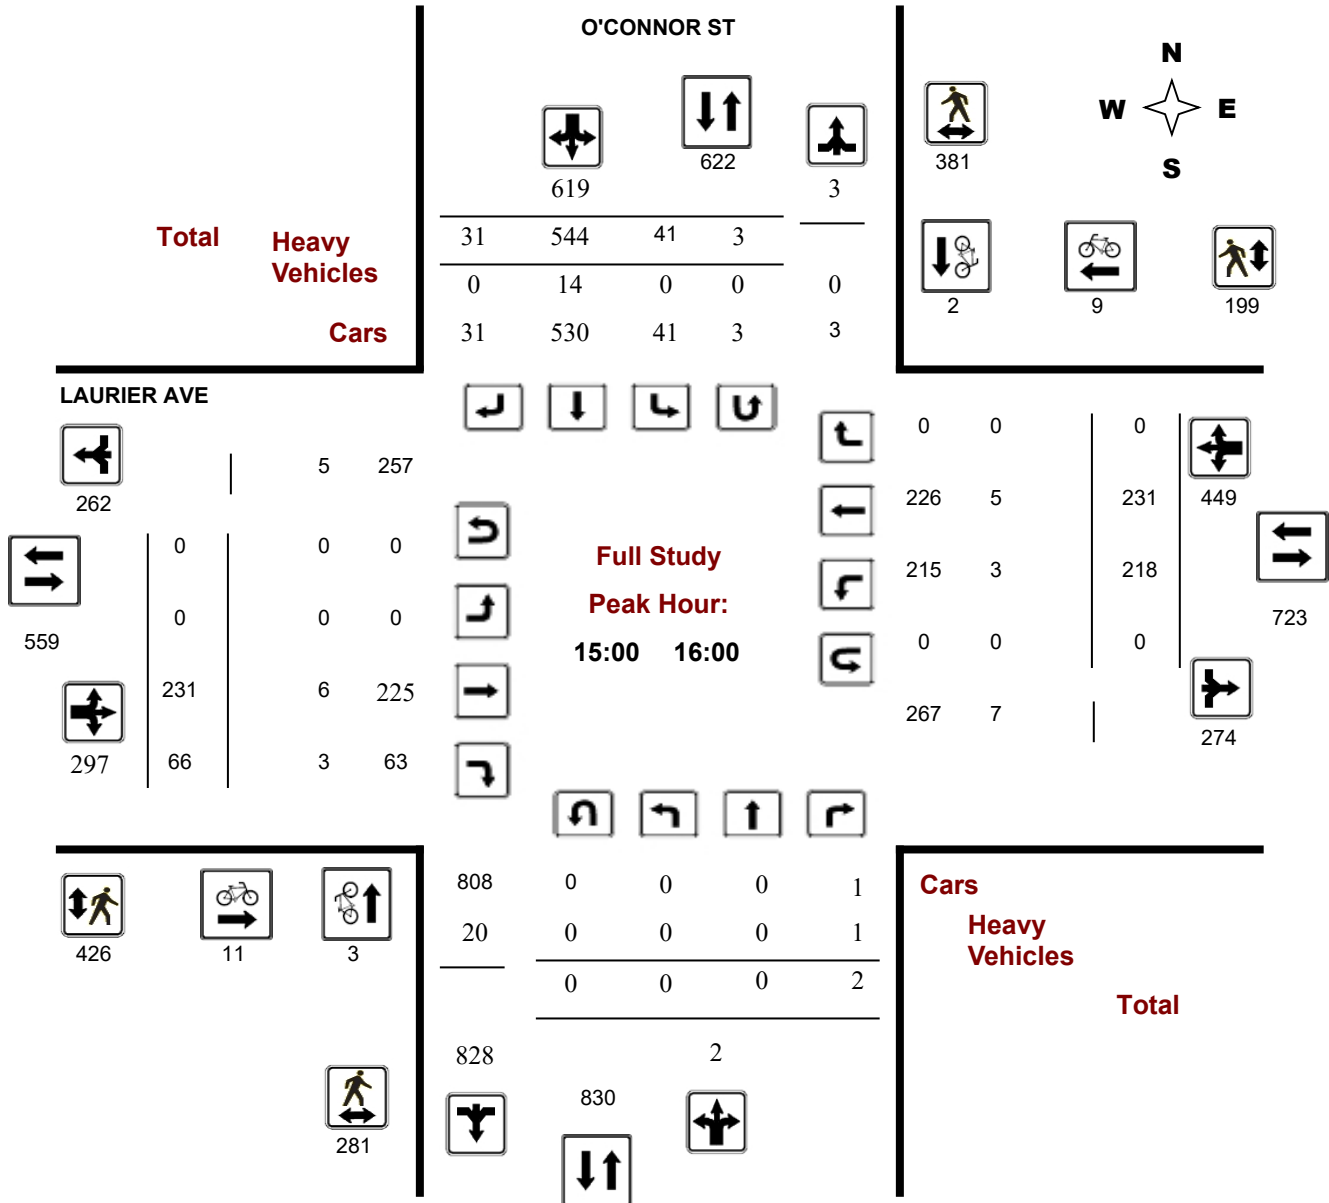 O'CONNOR ST
N
W E
S
381
622
619 3
Total Heavy Vehicles
31 544 41 3
0 14 0 0 0
Cars 31 530 41 3 3
2 9 199
LAURIER AVE
0 0 0
5 257
262
226 5 231 449
0 0 0
Full Study
215 3 218
Peak Hour:
0 0 0
559
723
15:00 16:00
0 0 0
231 6 225
267 7
274
297 66 3 63
808 0 0 0 1
Cars
20 0 0 0 1
Heavy Vehicles
426 11 3
0 0 0 2
Total
828 2
830
281